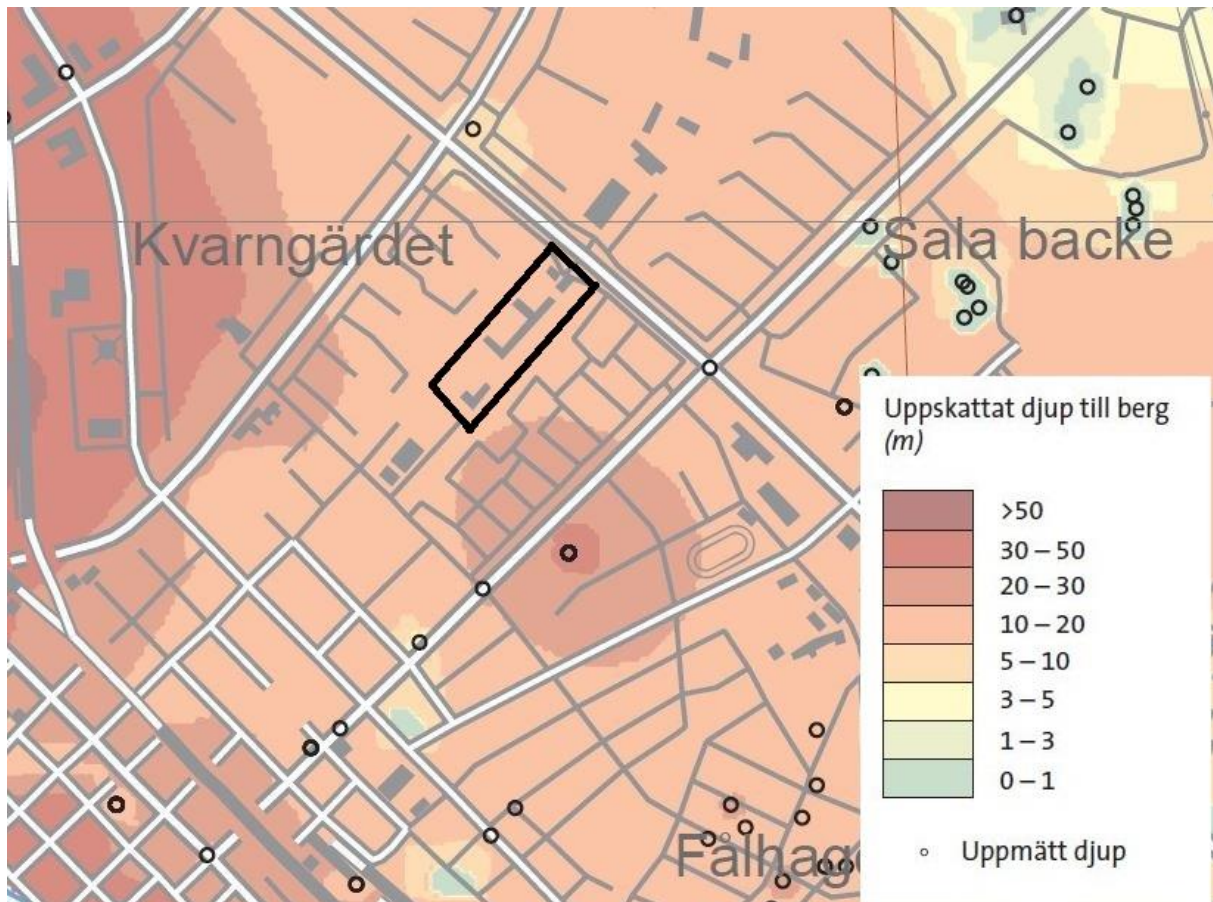 Kvarngärdet
Sala backe
Uppskattat djup till berg
(m)
>50
30 – 50
20 – 30
10 – 20
5 – 10
3 – 5
1 – 3
0 – 1
Uppmätt djup
Fålhag